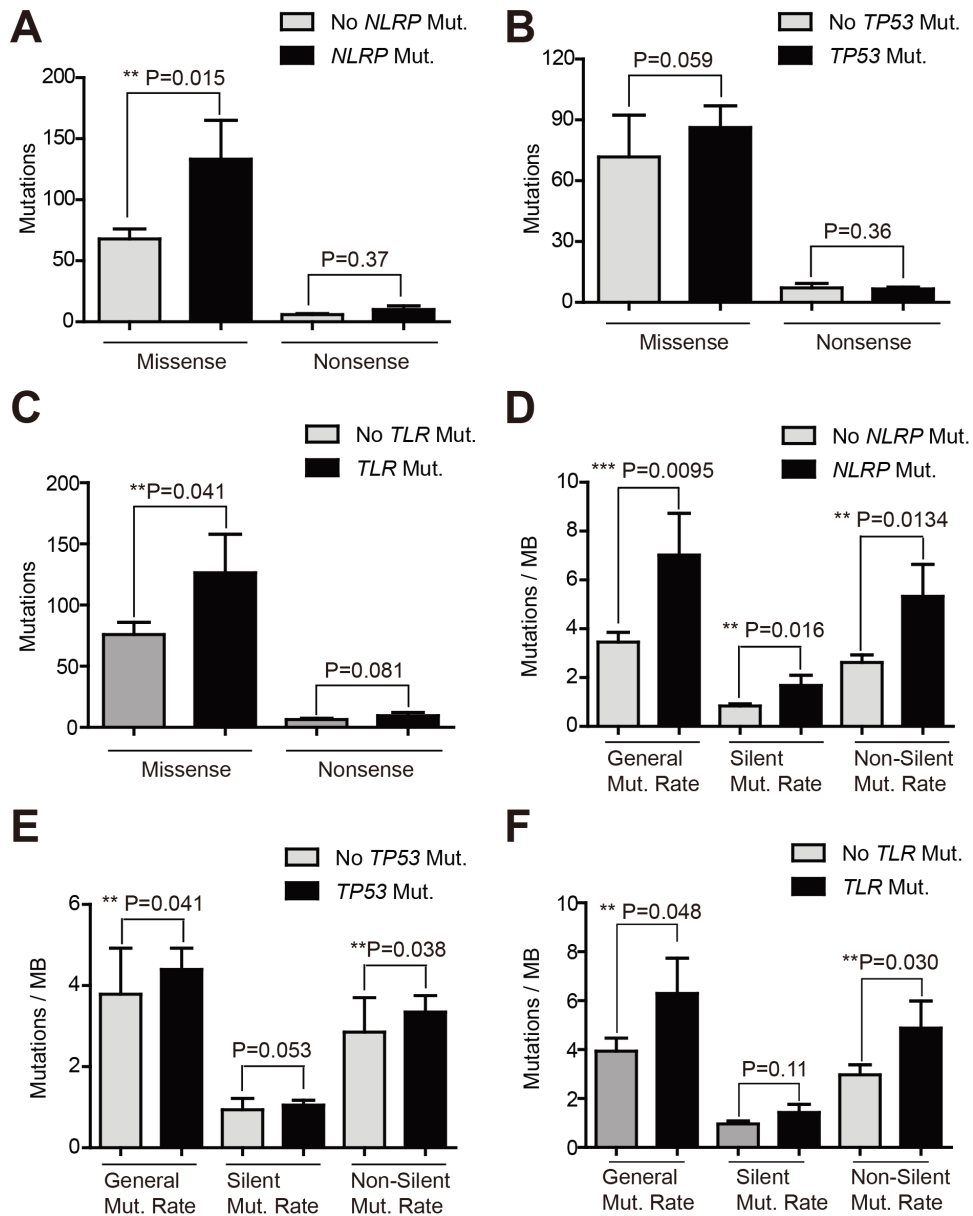 A
No NLRP Mut.
NLRP Mut.
** P=0.015
200
150
100
50
0
Mutations
P=0.37
Missense
Nonsense
B
No TP53 Mut.
TP53 Mut.
P=0.059
120
90
60
30
0
Mutations
P=0.36
Missense
Nonsense
C
No TLR Mut.
TLR Mut.
**P=0.041
200
150
100
50
0
Mutations
P=0.081
Missense
Nonsense
D
No NLRP Mut.
NLRP Mut.
*** P=0.0095
** P=0.0134
** P=0.016
10
8
6
4
2
0
Mutations / MB
General
Mut. Rate
Silent
Mut. Rate
Non-Silent
Mut. Rate
E
No TP53 Mut.
TP53 Mut.
** P=0.041
**P=0.038
P=0.053
6
4
2
0
Mutations / MB
General
Mut. Rate
Silent
Mut. Rate
Non-Silent
Mut. Rate
F
No TLR Mut.
TLR Mut.
** P=0.048
**P=0.030
P=0.11
10
8
6
4
2
0
Mutations / MB
General
Mut. Rate
Silent
Mut. Rate
Non-Silent
Mut. Rate